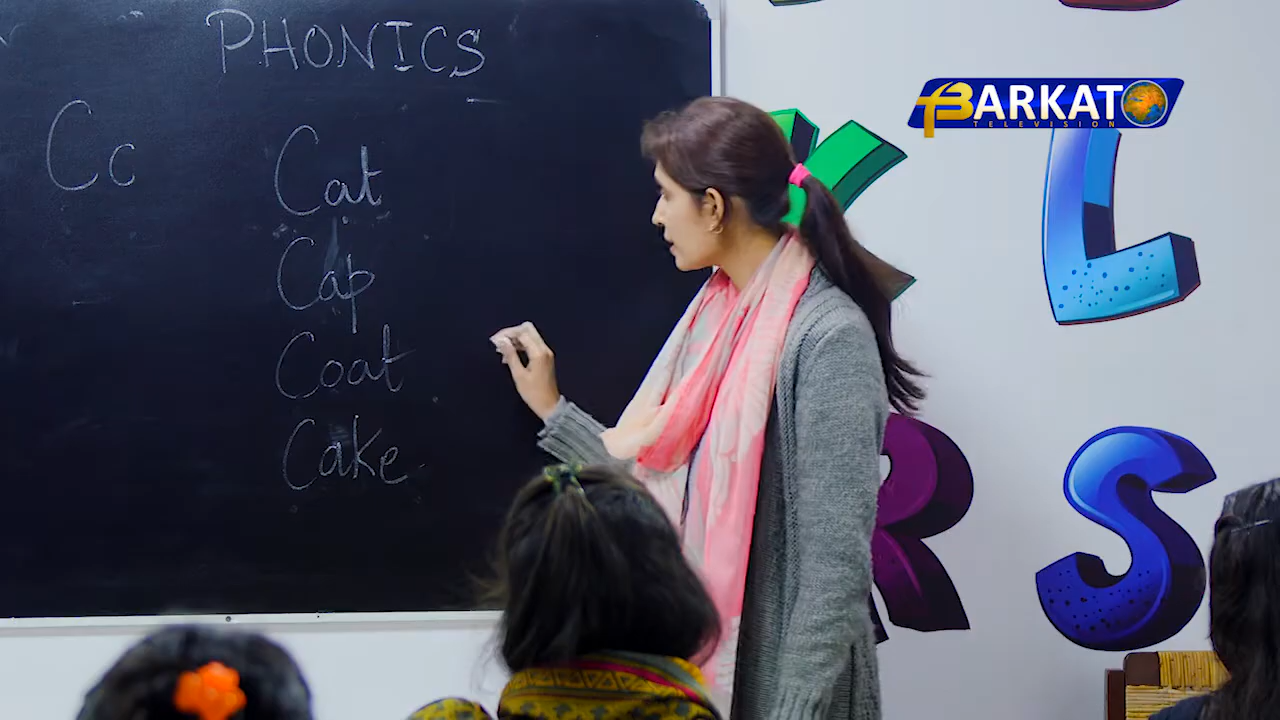 PHONICS
Cc
Cat
Cap
Coat
Cake
BARKAT
TELEVISION
L
R
S